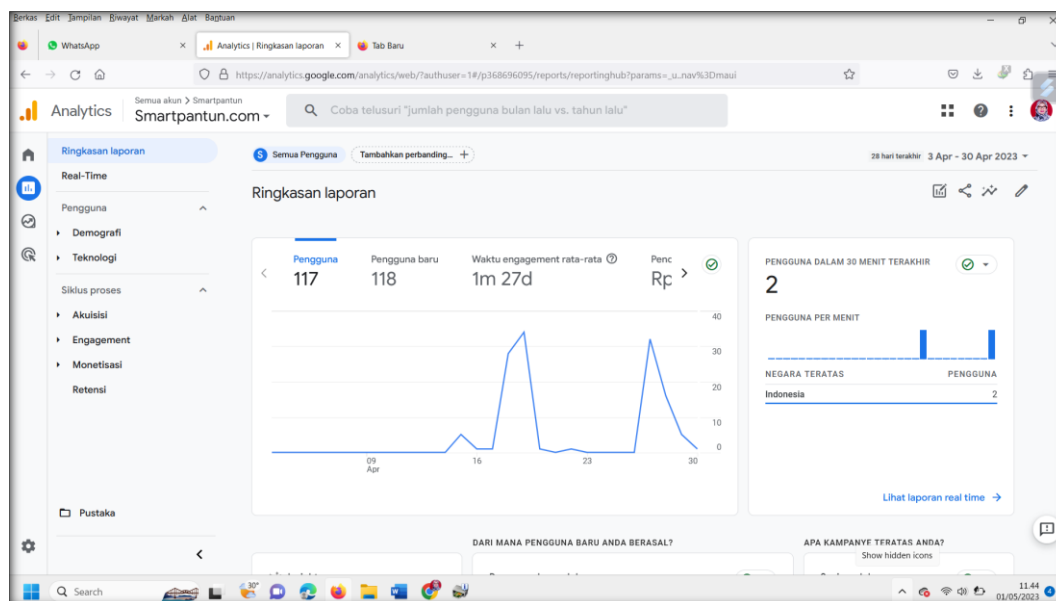 Berkas Edit Tampilan Riwayat Markah Alat Bantuan
WhatsApp × Analytics | Ringkasan laporan × Tab Baru × +
https://analytics.google.com/analytics/web/?authuser=1#/p368696095/reports/reportinghub?params=_u..nav%3Dmaui
Analytics
Semua akun > Smartpantun
Smartpantun.com
Coba telusuri "jumlah pengguna bulan lalu vs. tahun lalu"
Ringkasan laporan
Real-Time
Pengguna
Demografi
Teknologi
Siklus proses
Akuisisi
Engagement
Monetisasi
Retensi
Pustaka
S Semua Pengguna Tambahkan perbanding... +
28 hari terakhir 3 Apr - 30 Apr 2023
Ringkasan laporan
Pengguna Pengguna baru Waktu engagement rata-rata Penc
117 118 1m 27d Rp
40
30
20
10
0
09 16 23 30
Apr
PENGGUNA DALAM 30 MENIT TERAKHIR
2
PENGGUNA PER MENIT
NEGARA TERATAS PENGGUNA
Indonesia 2
Lihat laporan real time →
DARI MANA PENGGUNA BARU ANDA BERASAL? APA KAMPANYE TERATAS ANDA?
Show hidden icons
Search
30°
11.44
01/05/2023
4